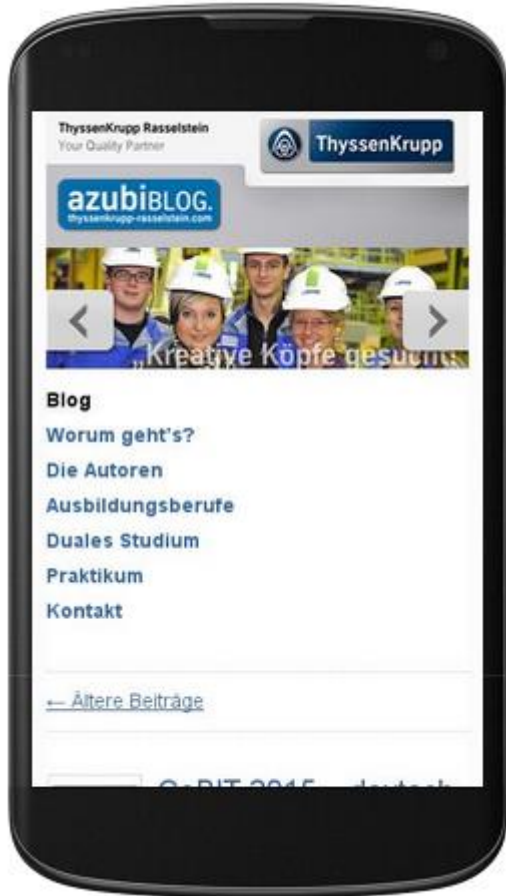 ThyssenKrupp Rasselstein
Your Quality Partner
ThyssenKrupp
azubiBLOG.
thyssenkrupp-rasselstein.com
„Kreative Köpfe gesucht!
Blog
Worum geht's?
Die Autoren
Ausbildungsberufe
Duales Studium
Praktikum
Kontakt
← Ältere Beiträge
CeBIT 2015 – deutsch